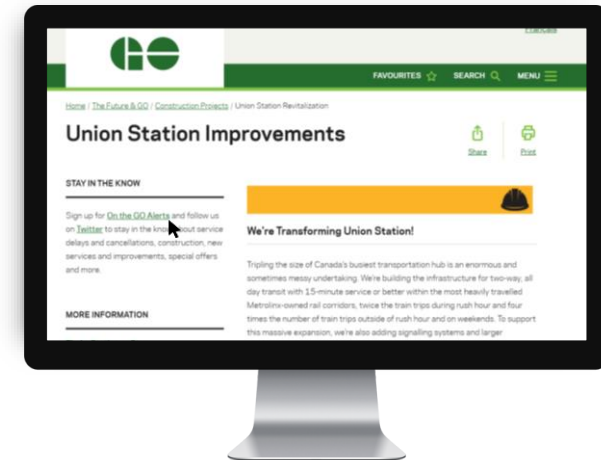 Français
GO
FAVOURITES
SEARCH
MENU
Home / The Future & GO / Construction Projects / Union Station Revitalization
Union Station Improvements
Share
Print
STAY IN THE KNOW
Sign up for On the GO Alerts and follow us
on Twitter to stay in the know about service
delays and cancellations, construction, new
services and improvements, special offers
and more.
MORE INFORMATION
We're Transforming Union Station!
Tripling the size of Canada's busiest transportation hub is an enormous and
sometimes messy undertaking. We're building the infrastructure for two-way, all
day transit with 15-minute service or better within the most heavily travelled
Metrolinx-owned rail corridors, twice the train trips during rush hour and four
times the number of train trips outside of rush hour and on weekends. To support
this massive expansion, we're also adding signalling systems and larger